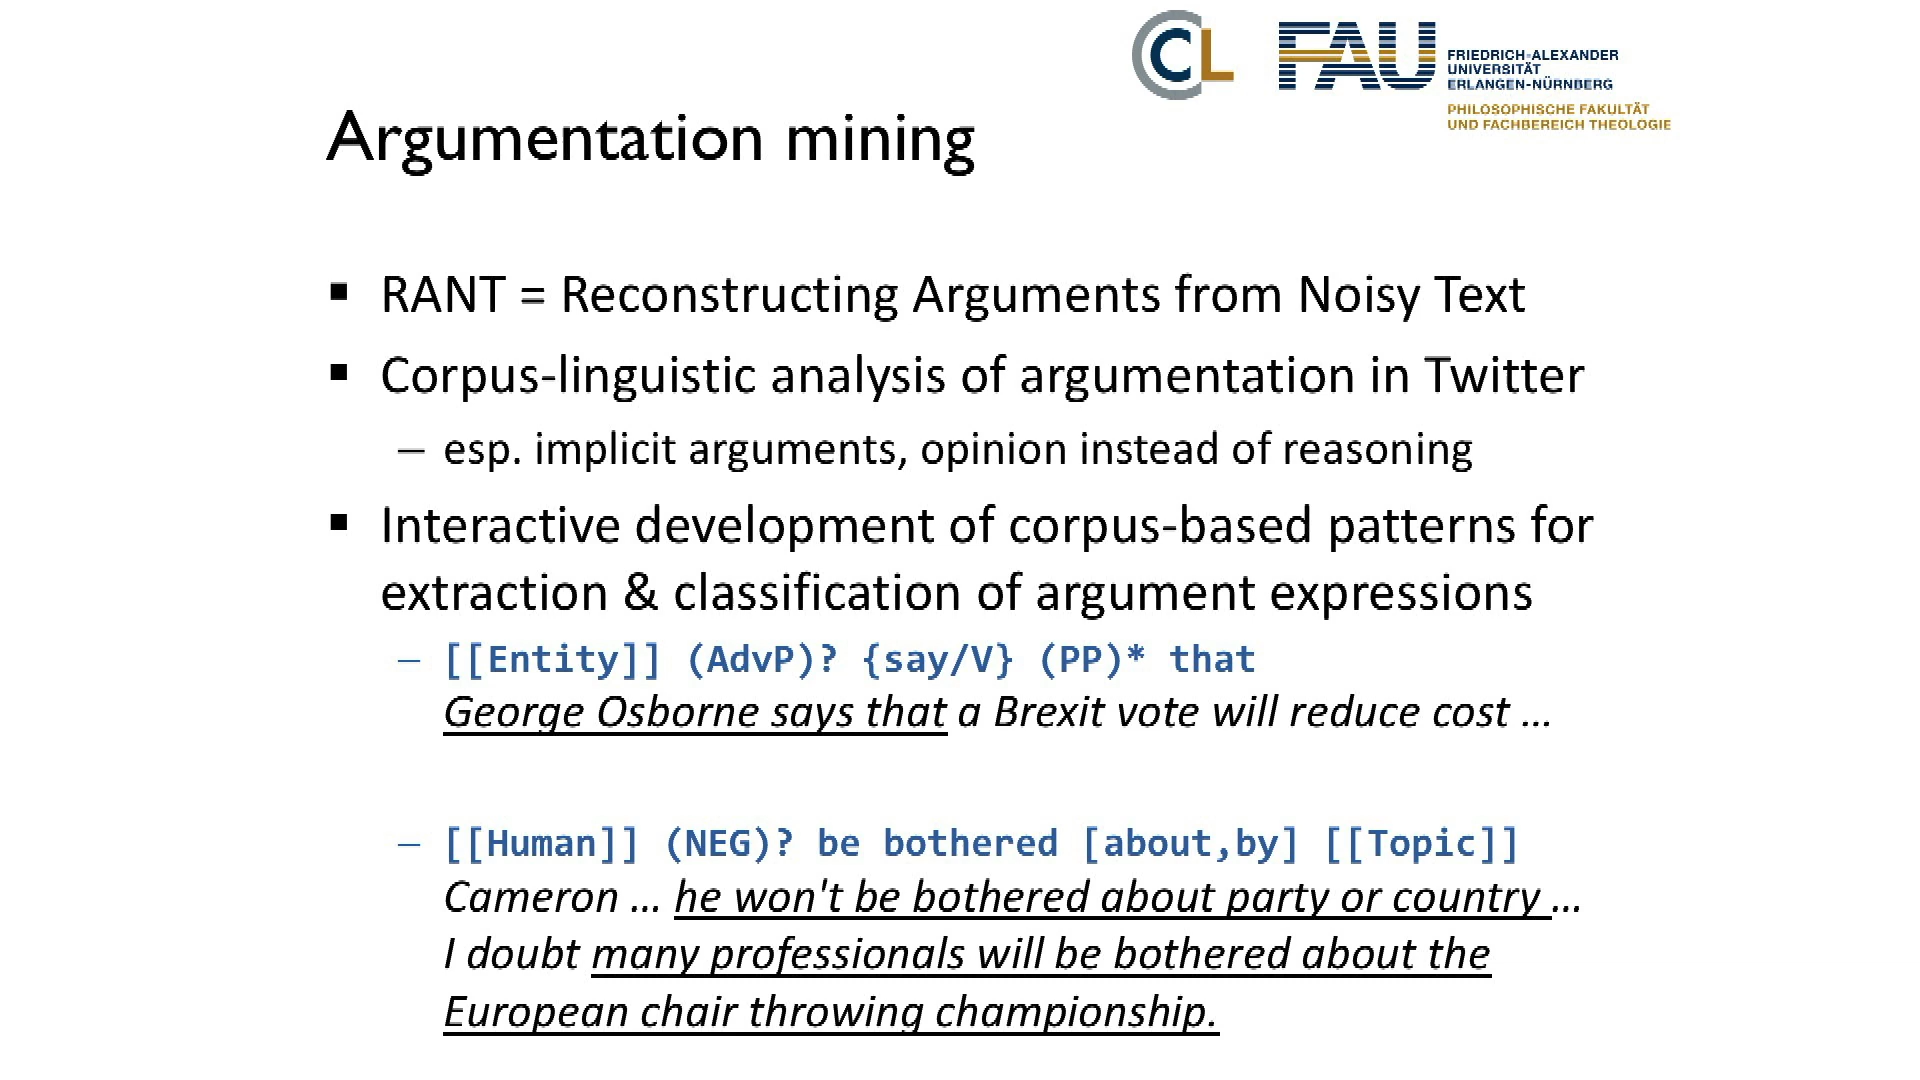 CL
FAU
FRIEDRICH-ALEXANDER
UNIVERSITÄT
ERLANGEN-NÜRNBERG
PHILOSOPHISCHE FAKULTÄT
UND FACHBEREICH THEOLOGIE
Argumentation mining
▪ RANT = Reconstructing Arguments from Noisy Text
▪ Corpus-linguistic analysis of argumentation in Twitter
– esp. implicit arguments, opinion instead of reasoning
▪ Interactive development of corpus-based patterns for
extraction & classification of argument expressions
– [[Entity]] (AdvP)? {say/V} (PP)* that
George Osborne says that a Brexit vote will reduce cost …
– [[Human]] (NEG)? be bothered [about,by] [[Topic]]
Cameron … he won't be bothered about party or country …
I doubt many professionals will be bothered about the
European chair throwing championship.